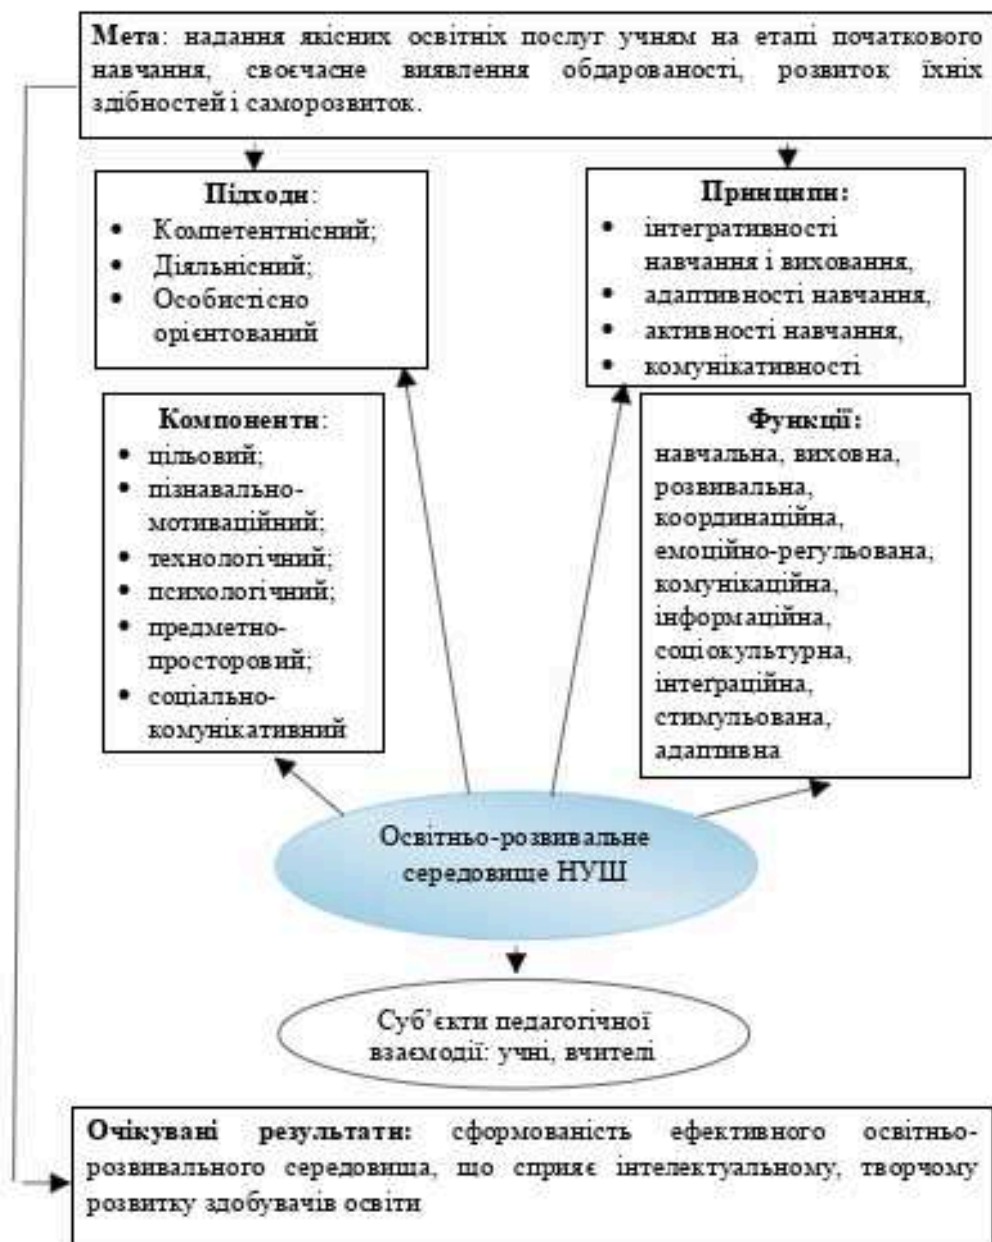 Мета: надання якісних освітніх послуг учням на етапі початкового
навчання, своєчасне виявлення обдарованості, розвиток їхніх
здібностей і саморозвиток.
Підходи:
• Компетентнісний;
• Діяльнісний;
• Особистісно
орієнтований
Принципи:
• інтегративності
навчання і виховання,
• адаптивності навчання,
• активності навчання,
• комунікативності
Компоненти:
• цільовий;
• пізнавально-
мотиваційний;
• технологічний;
• психологічний;
• предметно-
просторовий;
• соціально-
комунікативний
Функції:
навчальна, виховна,
розвивальна,
координаційна,
емоційно-регульована,
комунікаційна,
інформаційна,
соціокультурна,
інтеґраційна,
стимульована,
адаптивна
Освітньо-розвивальне
середовище НУШ
Суб’єкти педагогічної
взаємодії: учні, вчителі
Очікувані результати: сформованість ефективного освітньо-
розвивального середовища, що сприяє інтелектуальному, творчому
розвитку здобувачів освіти